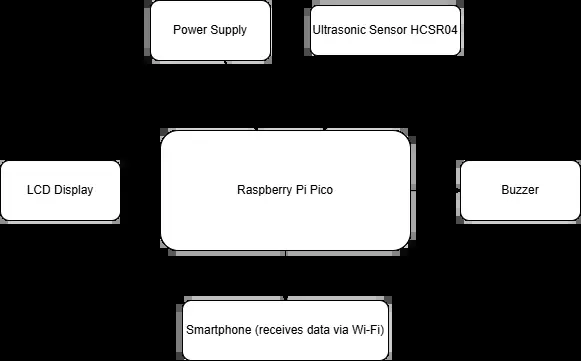 Power Supply
Ultrasonic Sensor HCSR04
LCD Display
Raspberry Pi Pico
Buzzer
Smartphone (receives data via Wi-Fi)